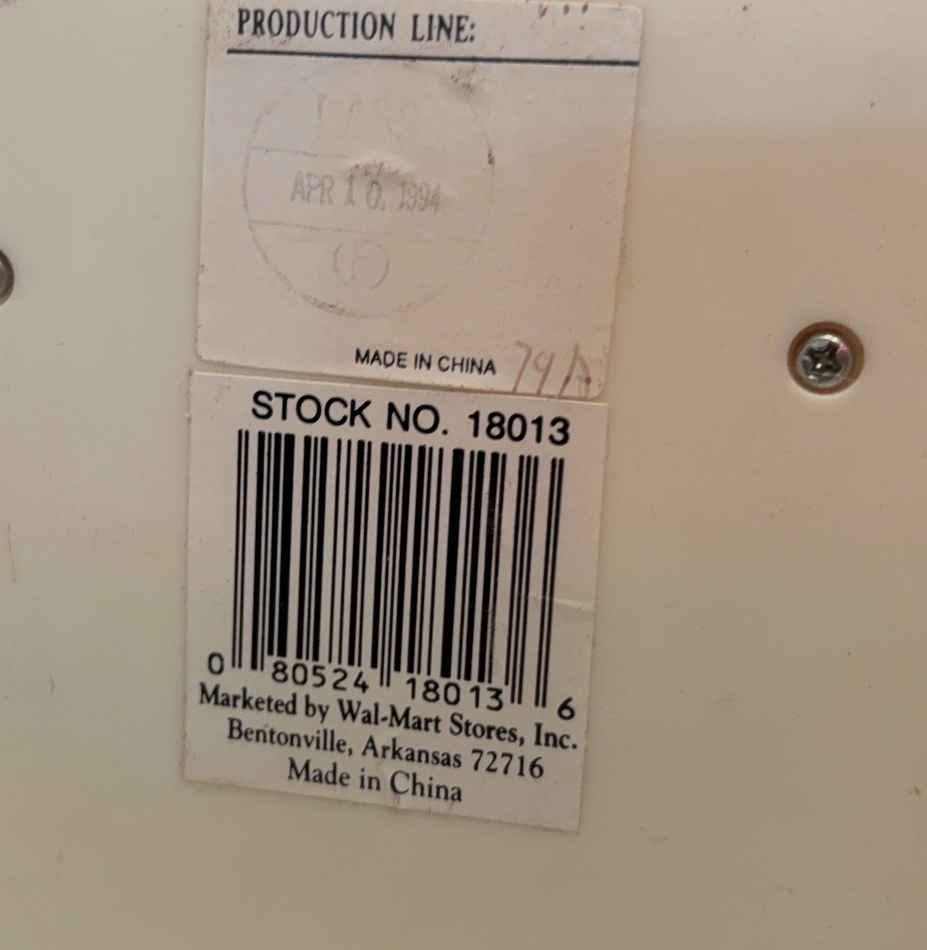 PRODUCTION LINE:
APR 10. 1994
MADE IN CHINA
STOCK NO. 18013
0 80524 18013 6
Marketed by Wal-Mart Stores, Inc.
Bentonville, Arkansas 72716
Made in China